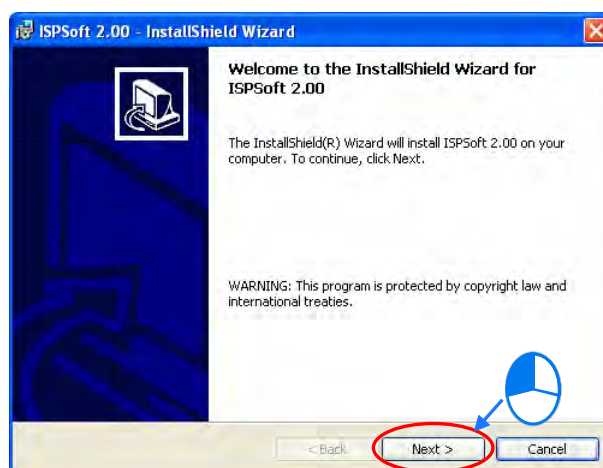 ISPSoft 2.00 - InstallShield Wizard
Welcome to the InstallShield Wizard for
ISPSoft 2.00
The InstallShield(R) Wizard will install ISPSoft 2.00 on your
computer. To continue, click Next.
WARNING: This program is protected by copyright law and
international treaties.
< Back Next > Cancel